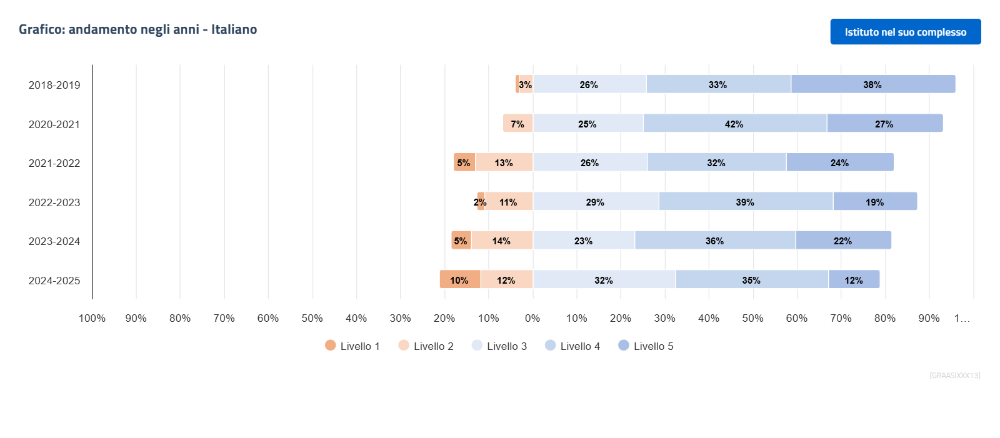 Grafico: andamento negli anni - Italiano
Istituto nel suo complesso
2018-2019 3% 26% 33% 38%
2020-2021 7% 25% 42% 27%
2021-2022 5% 13% 26% 32% 24%
2022-2023 2% 11% 29% 39% 19%
2023-2024 5% 14% 23% 36% 22%
2024-2025 10% 12% 32% 35% 12%
100% 90% 80% 70% 60% 50% 40% 30% 20% 10% 0% 10% 20% 30% 40% 50% 60% 70% 80% 90% 1...
Livello 1 Livello 2 Livello 3 Livello 4 Livello 5
[GRAASIXXX13]